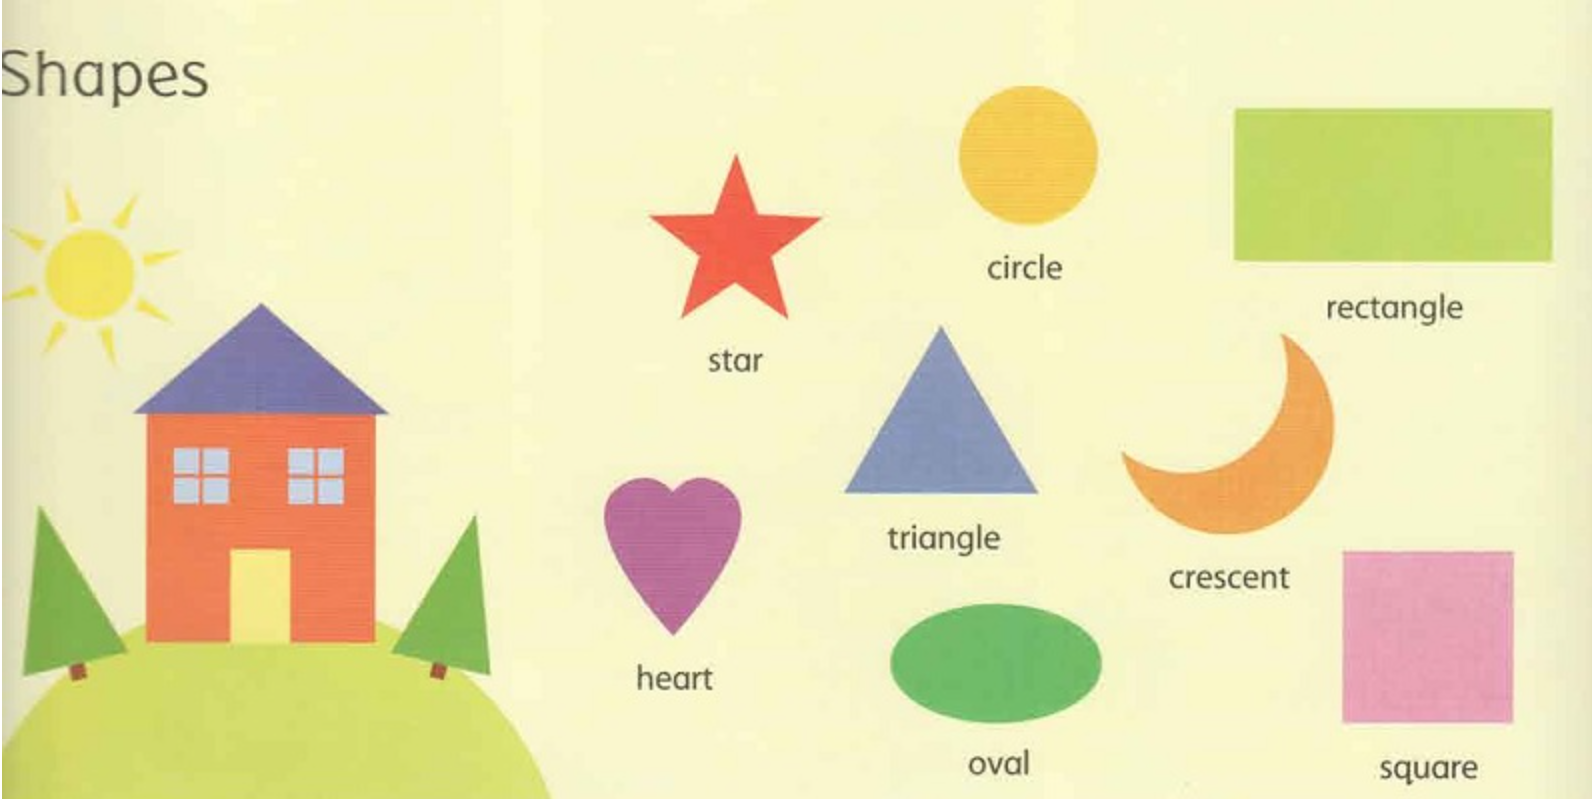 Shapes
star
circle
rectangle
triangle
crescent
heart
oval
square